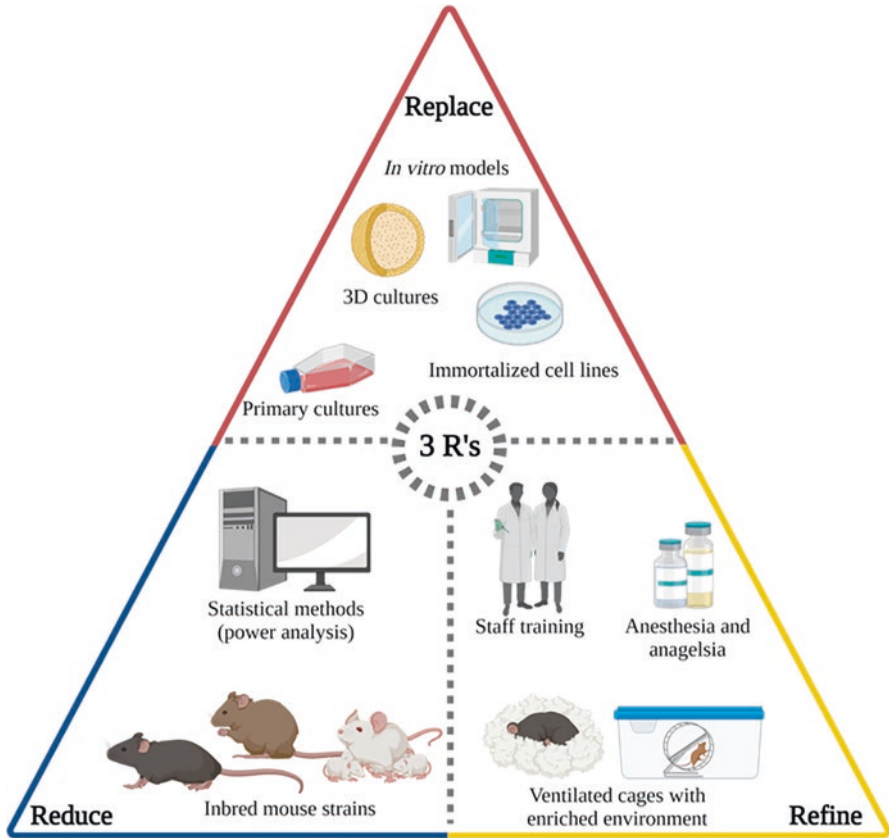 Replace
In vitro models
3D cultures
Immortalized cell lines
Primary cultures
3 R's
Statistical methods
(power analysis)
Staff training
Anesthesia and
anagelsia
Inbred mouse strains
Ventilated cages with
enriched environment
Reduce
Refine